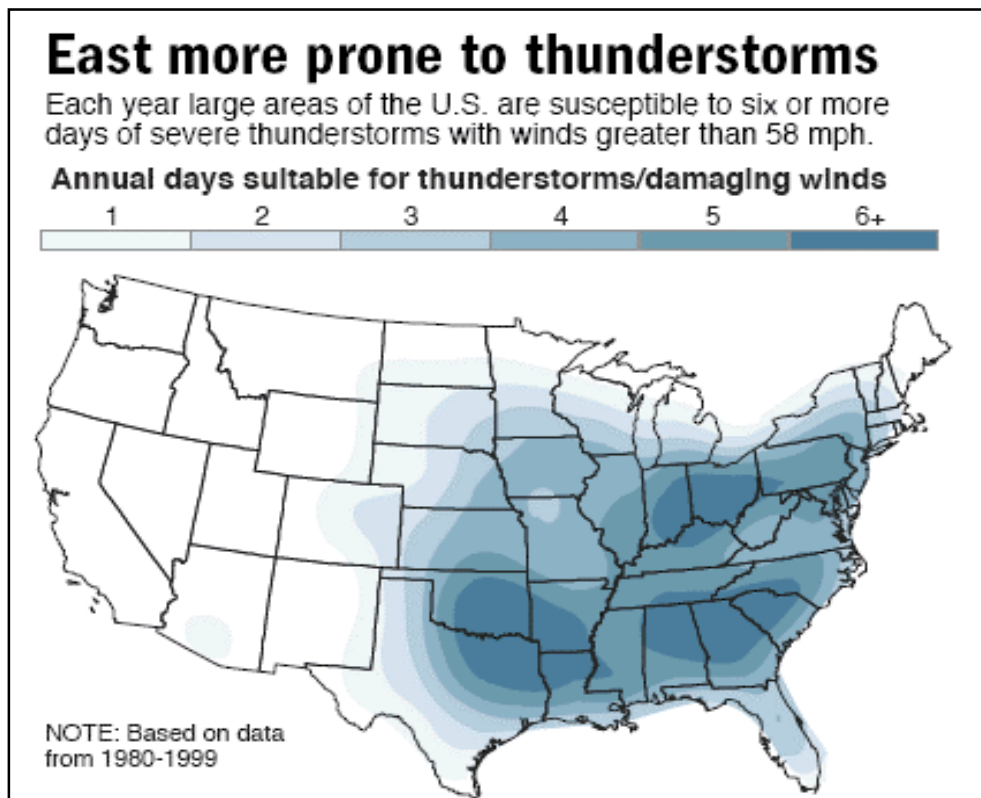 East more prone to thunderstorms
Each year large areas of the U.S. are susceptible to six or more
days of severe thunderstorms with winds greater than 58 mph.
Annual days suitable for thunderstorms/damaging winds
1 2 3 4 5 6+
NOTE: Based on data
from 1980-1999